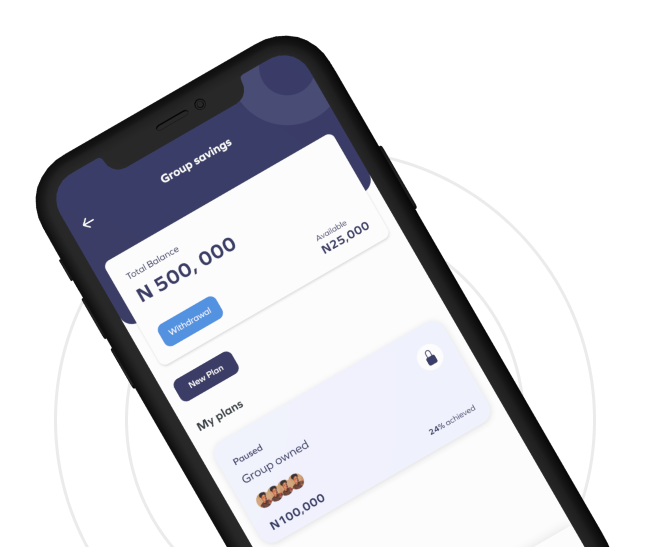 Group savings
Total Balance
N 500, 000
Available
N25,000
Withdrawal
New Plan
My plans
Paused
Group owned
24% achieved
N100,000